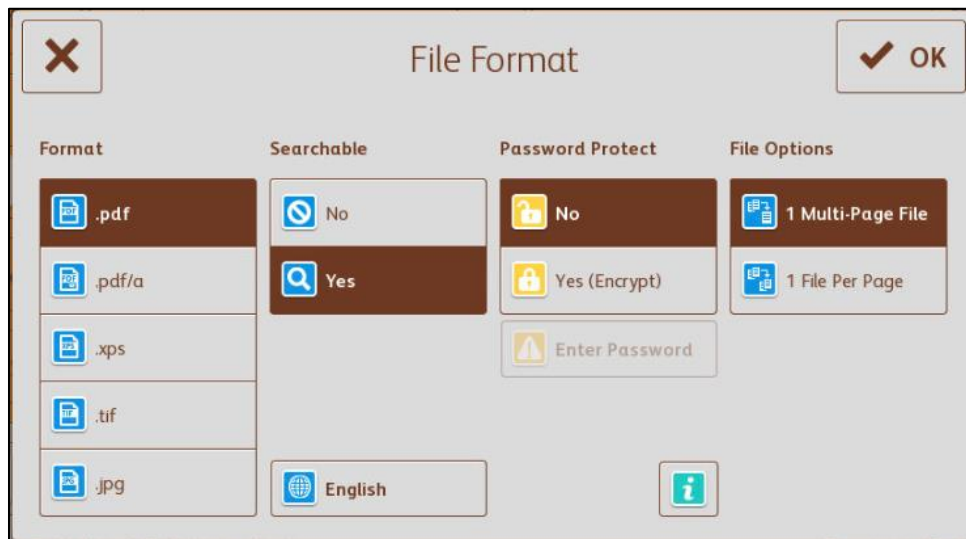 File Format
OK
Format
.pdf
.pdf/a
.xps
.tif
.jpg
Searchable
No
Yes
English
Password Protect
No
Yes (Encrypt)
Enter Password
File Options
1 Multi-Page File
1 File Per Page